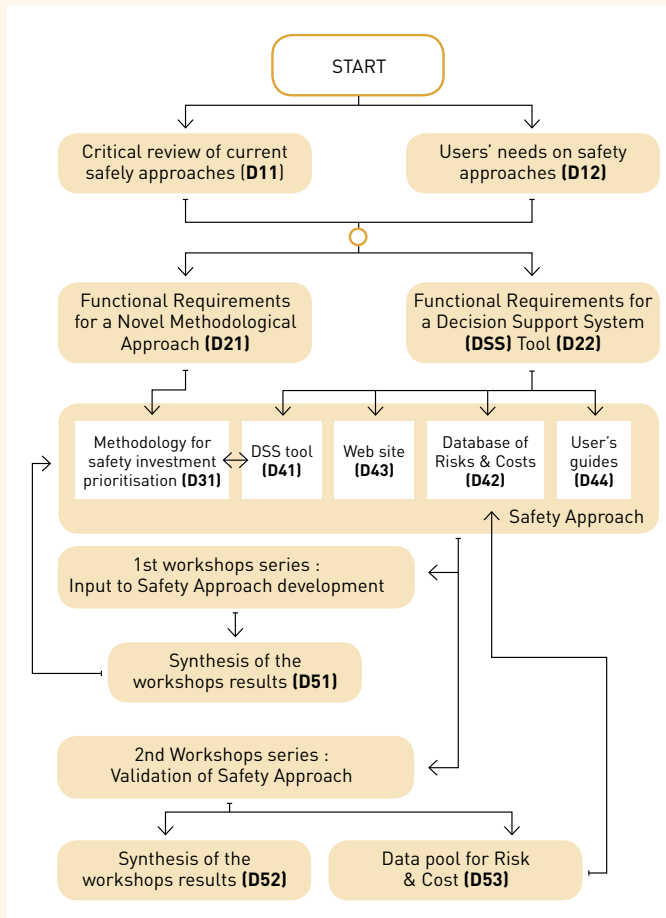 START
Critical review of current
safely approaches (D11)
Users' needs on safety
approaches (D12)
Functional Requirements
for a Novel Methodological
Approach (D21)
Functional Requirements for
a Decision Support System
(DSS) Tool (D22)
Methodology for
safety investment
prioritisation (D31)
DSS tool
(D41)
Web site
(D43)
Database of
Risks & Costs
(D42)
User's
guides
(D44)
Safety Approach
1st workshops series :
Input to Safety Approach development
Synthesis of the
workshops results (D51)
2nd Workshops series :
Validation of Safety Approach
Synthesis of the
workshops results (D52)
Data pool for Risk
& Cost (D53)